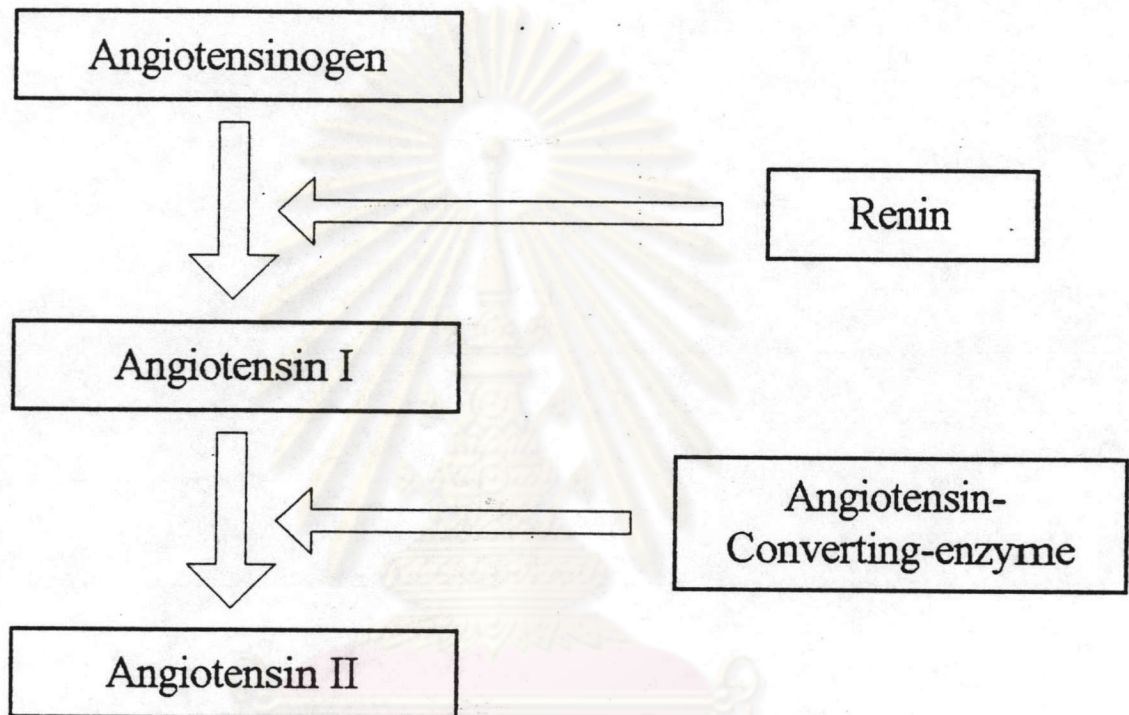 Angiotensinogen
Renin
Angiotensin I
Angiotensin-
Converting-enzyme
Angiotensin II